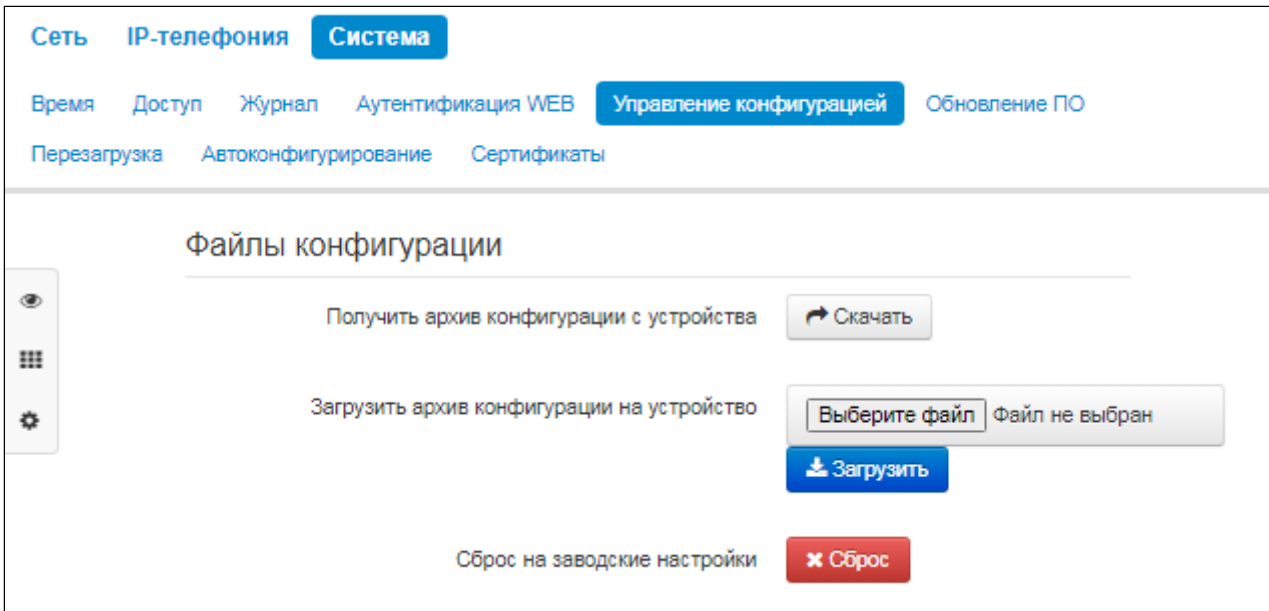 Сеть IP-телефония Система
Время Доступ Журнал Аутентификация WEB Управление конфигурацией Обновление ПО
Перезагрузка Автоконфигурирование Сертификаты
Файлы конфигурации
Получить архив конфигурации с устройства Скачать
Загрузить архив конфигурации на устройство Выберите файл Файл не выбран
Загрузить
Сброс на заводские настройки Сброс